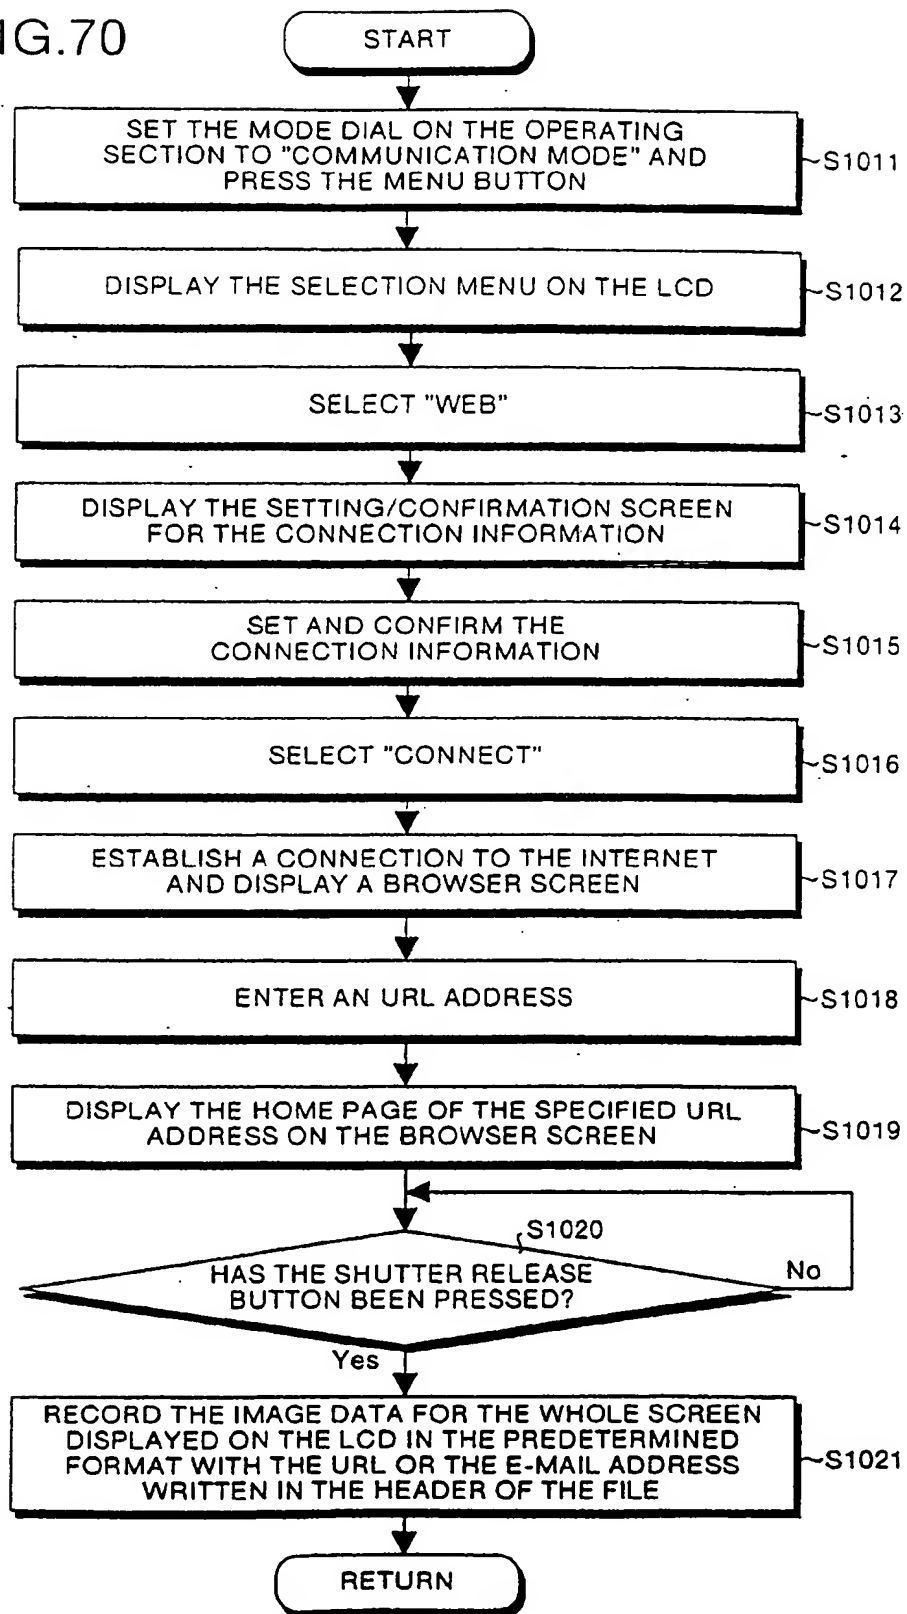 IG.70
START
SET THE MODE DIAL ON THE OPERATING
SECTION TO "COMMUNICATION MODE" AND
PRESS THE MENU BUTTON
S1011
DISPLAY THE SELECTION MENU ON THE LCD
S1012
SELECT "WEB"
S1013
DISPLAY THE SETTING/CONFIRMATION SCREEN
FOR THE CONNECTION INFORMATION
S1014
SET AND CONFIRM THE
CONNECTION INFORMATION
S1015
SELECT "CONNECT"
S1016
ESTABLISH A CONNECTION TO THE INTERNET
AND DISPLAY A BROWSER SCREEN
S1017
ENTER AN URL ADDRESS
S1018
DISPLAY THE HOME PAGE OF THE SPECIFIED URL
ADDRESS ON THE BROWSER SCREEN
S1019
S1020
HAS THE SHUTTER RELEASE
BUTTON BEEN PRESSED?
No
Yes
RECORD THE IMAGE DATA FOR THE WHOLE SCREEN
DISPLAYED ON THE LCD IN THE PREDETERMINED
FORMAT WITH THE URL OR THE E-MAIL ADDRESS
WRITTEN IN THE HEADER OF THE FILE
S1021
RETURN